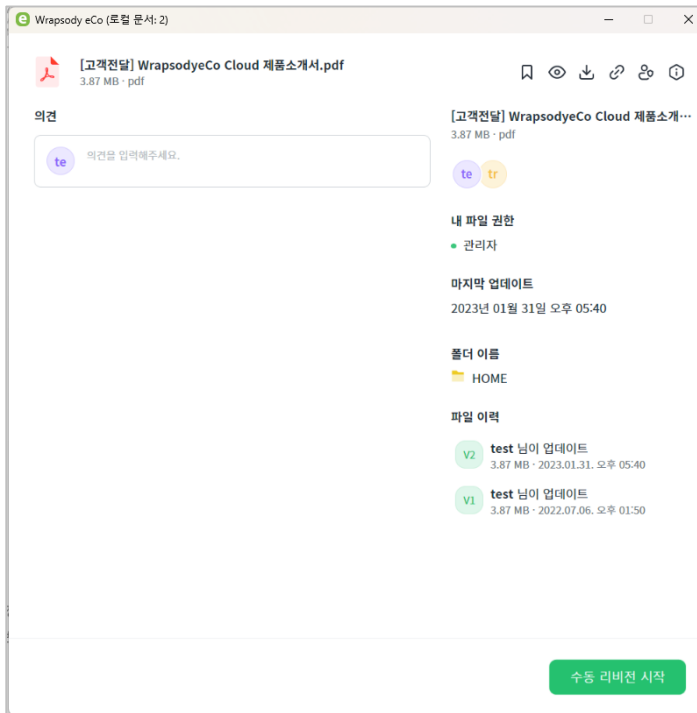 Wrapsody eCo (로컬 문서: 2)
[고객전달] WrapsodyeCo Cloud 제품소개서.pdf
3.87 MB · pdf
의견
te
의견을 입력해주세요.
[고객전달] WrapsodyeCo Cloud 제품소개…
3.87 MB · pdf
te tr
내 파일 권한
관리자
마지막 업데이트
2023년 01월 31일 오후 05:40
폴더 이름
HOME
파일 이력
V2
test 님이 업데이트
3.87 MB · 2023.01.31. 오후 05:40
V1
test 님이 업데이트
3.87 MB · 2022.07.06. 오후 01:50
수동 리비전 시작